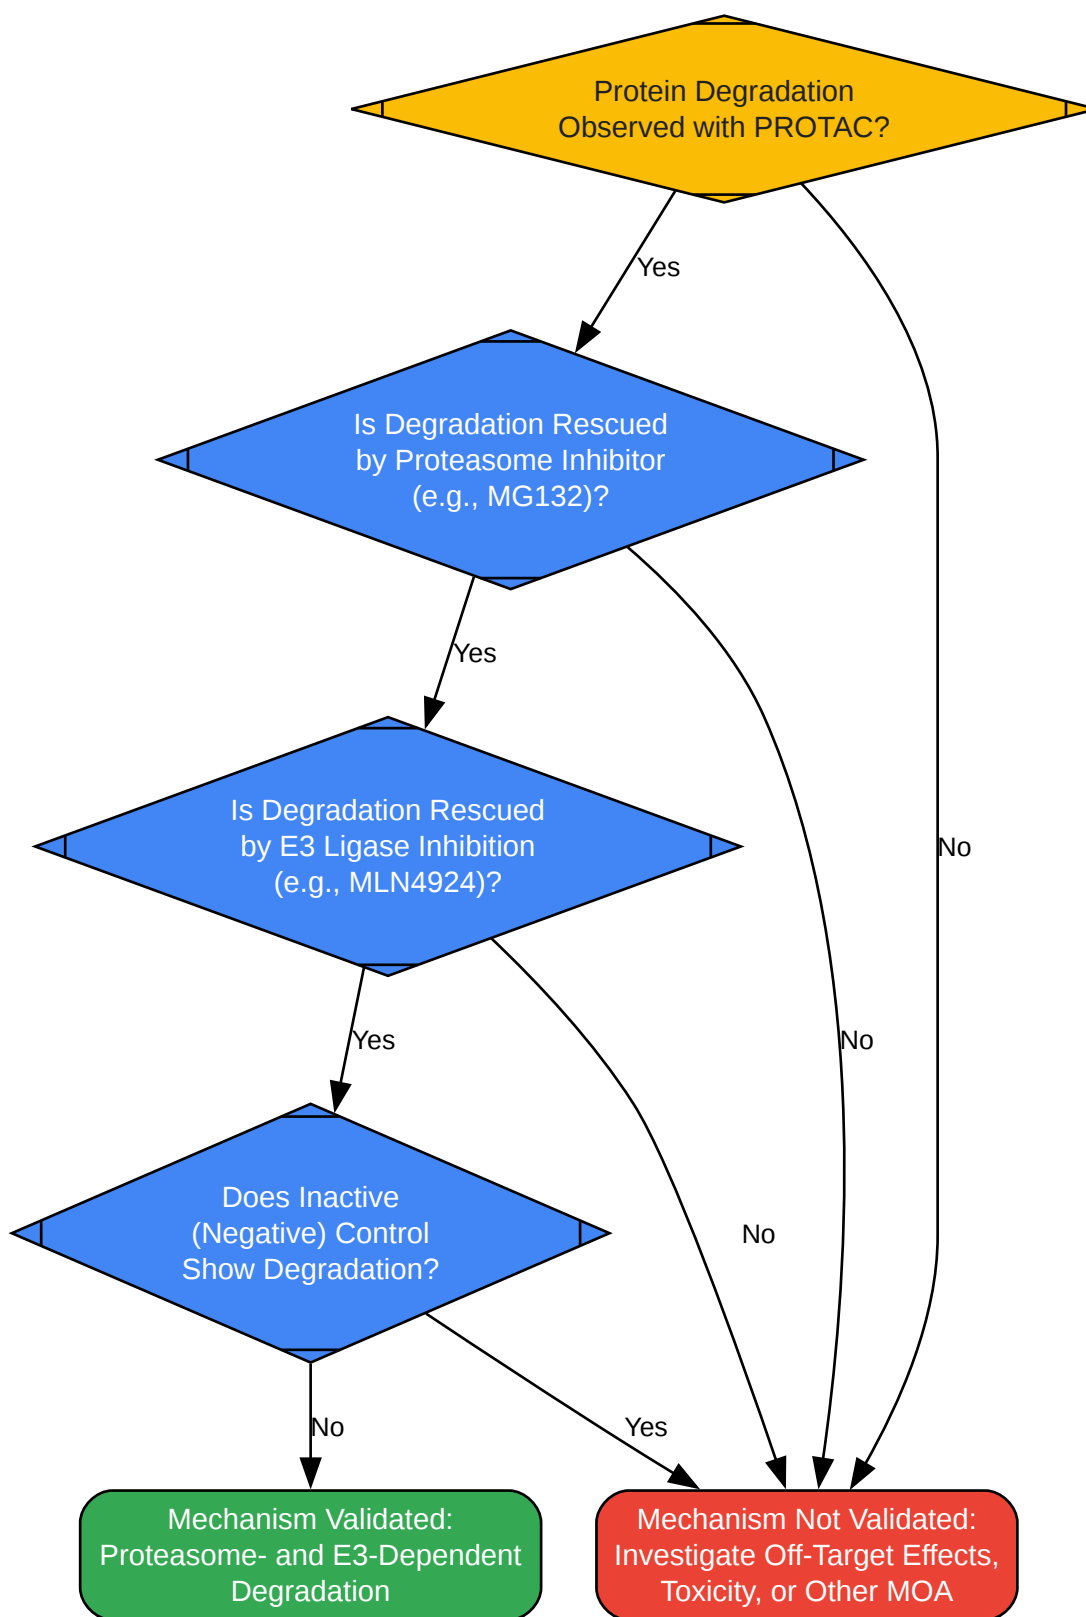 Protein Degradation
Observed with PROTAC?
Yes
Is Degradation Rescued
by Proteasome Inhibitor
(e.g., MG132)?
Yes
Is Degradation Rescued
by E3 Ligase Inhibition
(e.g., MLN4924)?
No
Yes
No
Does Inactive
(Negative) Control
Show Degradation?
No
No
Yes
Mechanism Validated:
Proteasome- and E3-Dependent
Degradation
Mechanism Not Validated:
Investigate Off-Target Effects,
Toxicity, or Other MOA